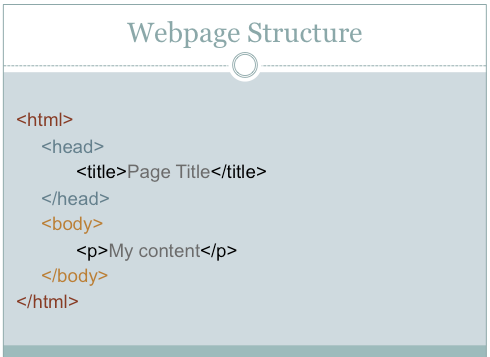 Webpage Structure
<html>
<head>
<title>Page Title</title>
</head>
<body>
<p>My content</p>
</body>
</html>